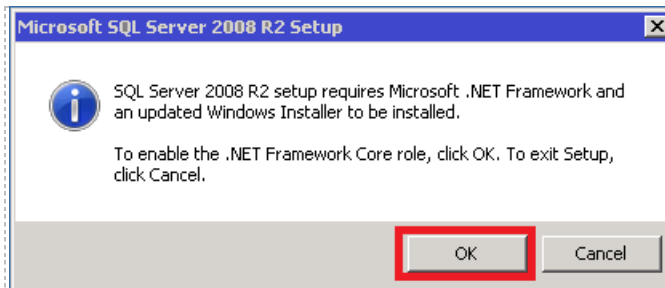 Microsoft SQL Server 2008 R2 Setup
SQL Server 2008 R2 setup requires Microsoft .NET Framework and
an updated Windows Installer to be installed.
To enable the .NET Framework Core role, click OK. To exit Setup,
click Cancel.
OK
Cancel